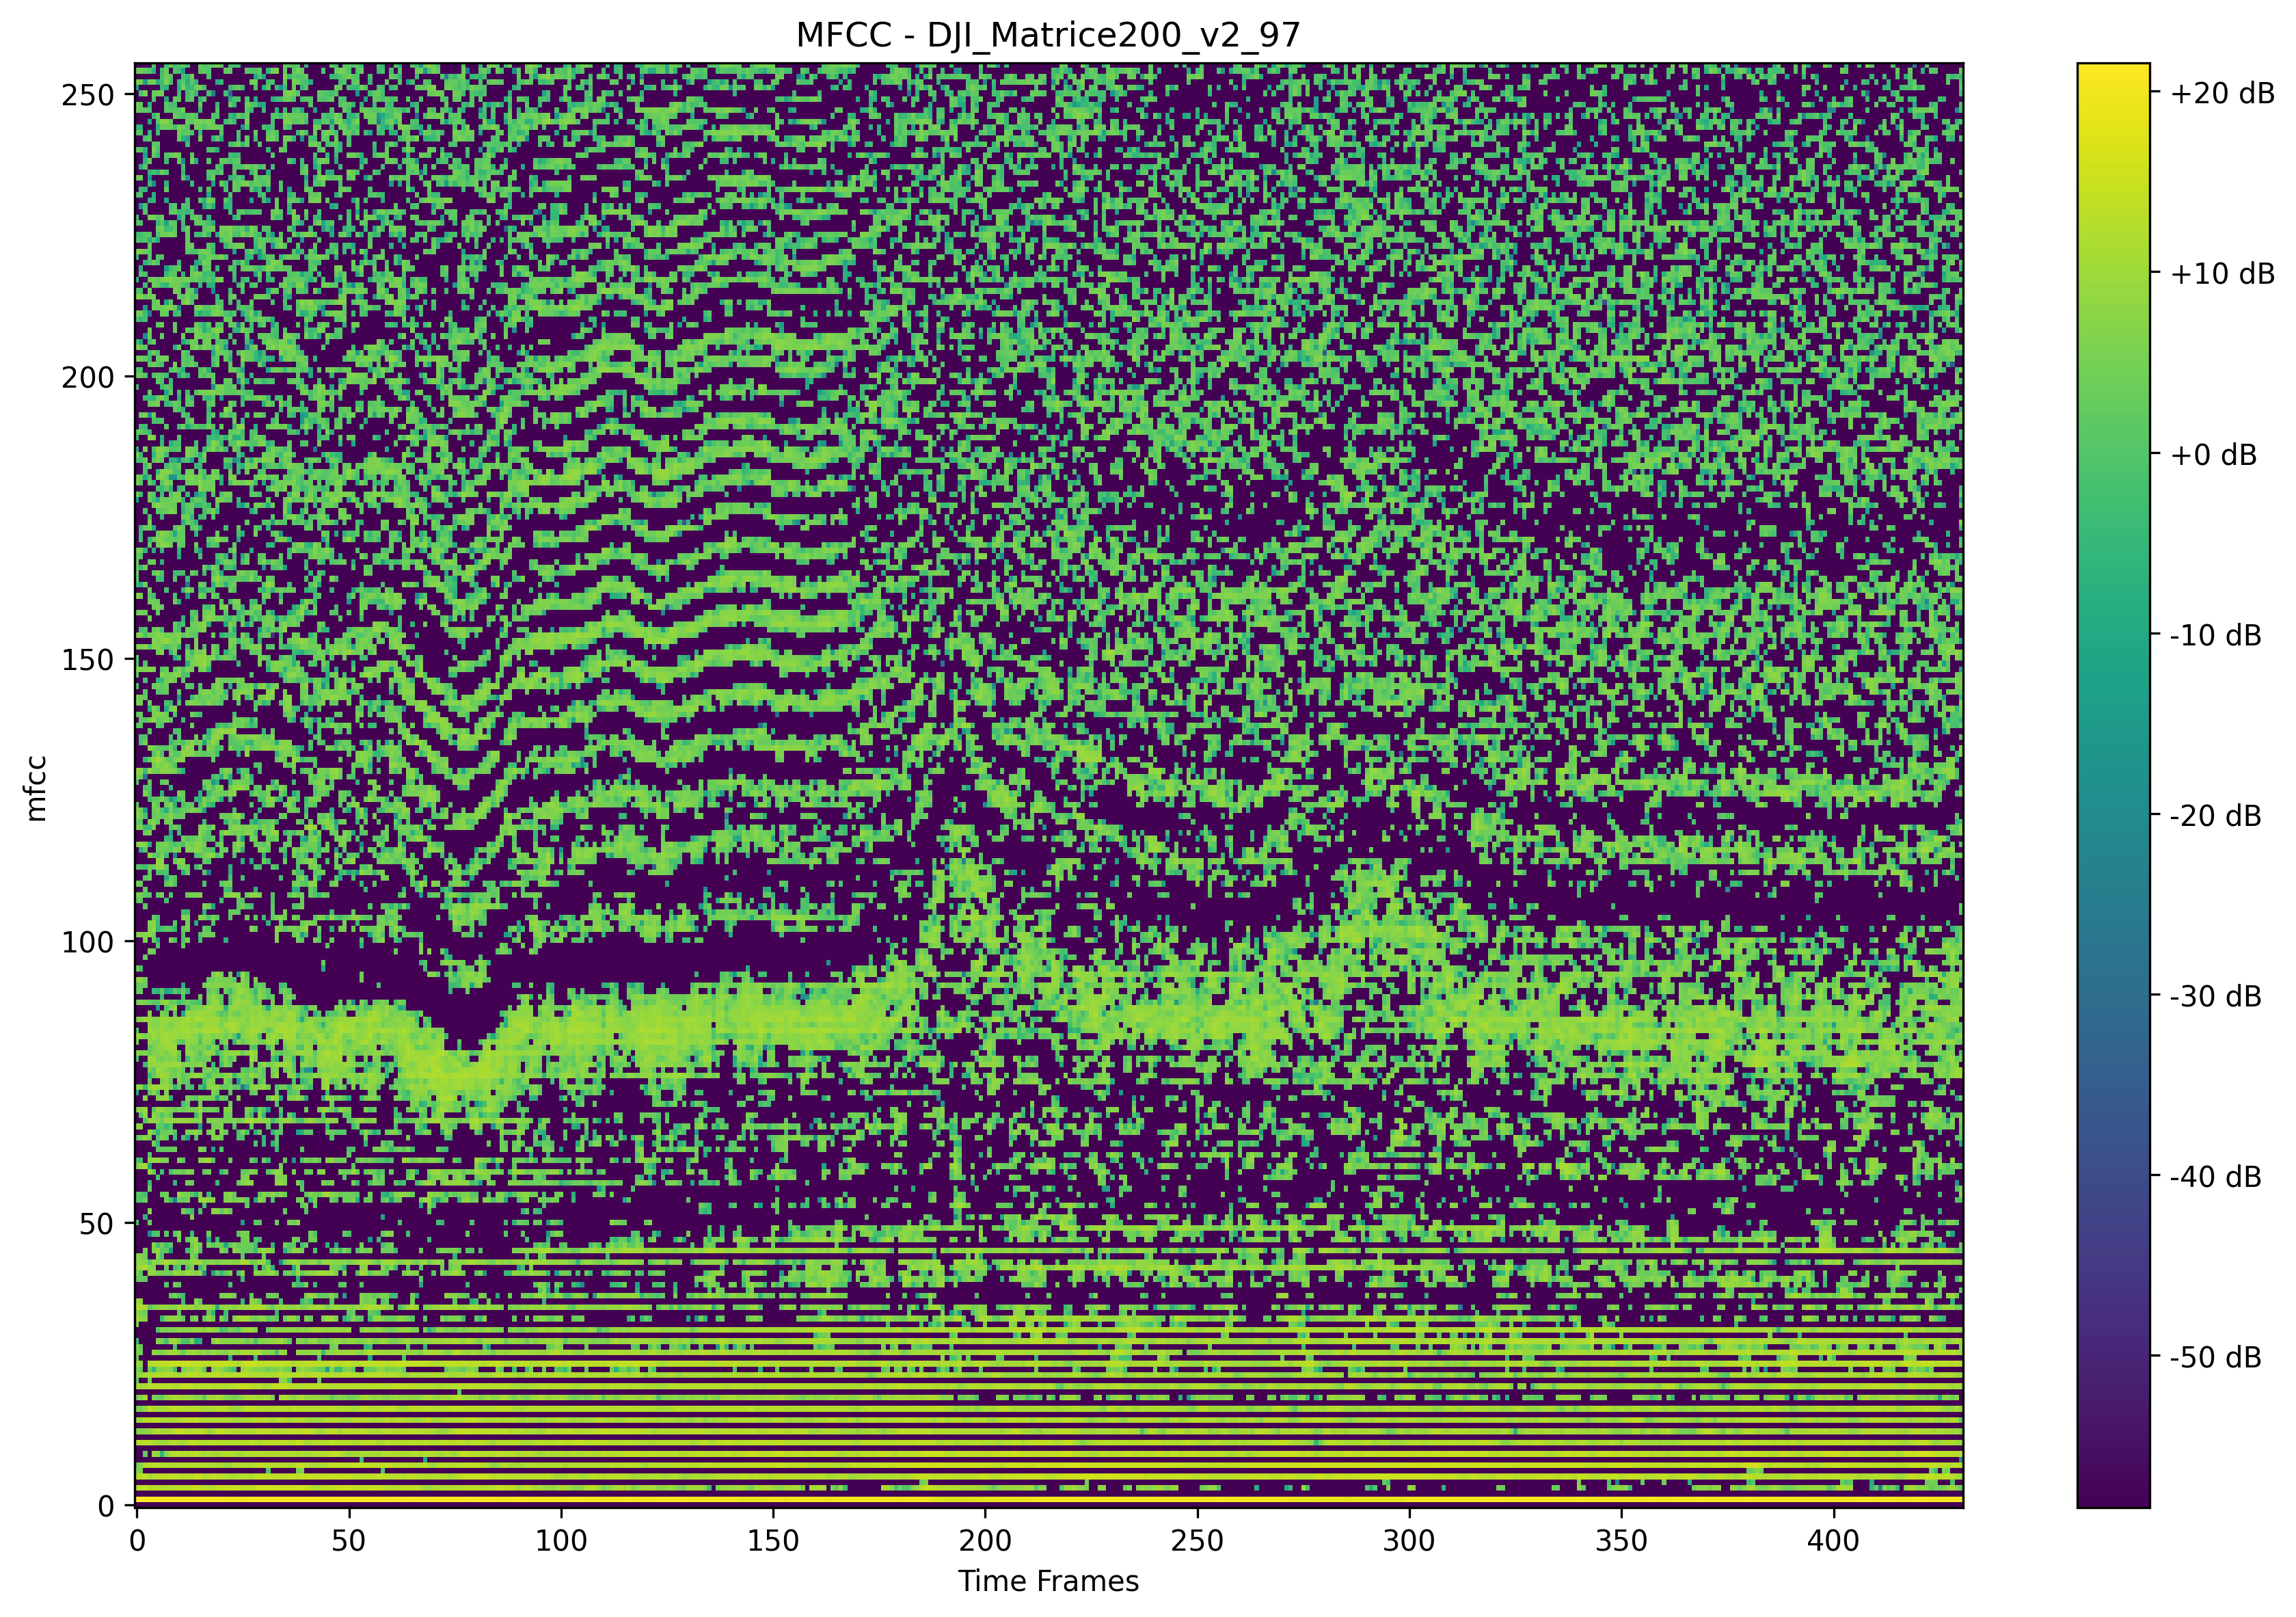 MFCC - DJI_Matrice200_v2_97
mfcc
250
200
150
100
50
0
0 50 100 150 200 250 300 350 400
Time Frames
+20 dB
+10 dB
+0 dB
-10 dB
-20 dB
-30 dB
-40 dB
-50 dB